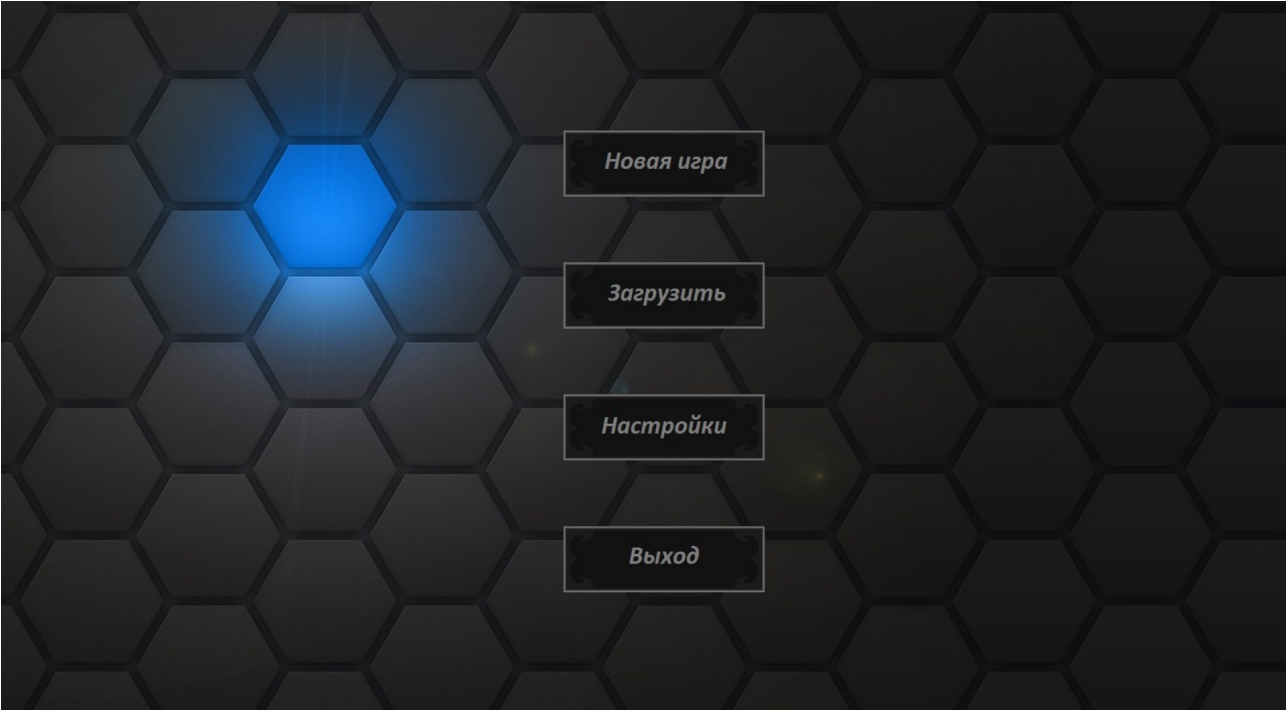 Новая игра
Загрузить
Настройки
Выход